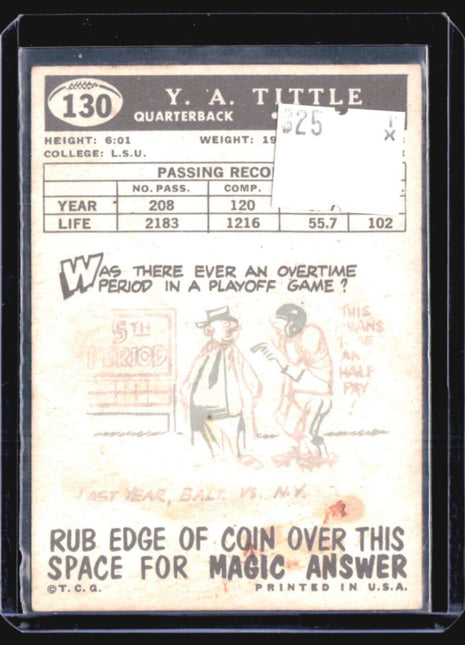 130
Y. A. TITTLE
QUARTERBACK •
$25
HEIGHT: 6:01 WEIGHT: 19
COLLEGE: L.S.U.
PASSING RECO
NO. PASS. COMP.
YEAR 208 120
LIFE 2183 1216 55.7 102
WAS THERE EVER AN OVERTIME
PERIOD IN A PLAYOFF GAME?
5TH
PERIOD
THIS
MEANS
AN
HALF
PAY!
LAST YEAR, BALT. VS. N.Y.
RUB EDGE OF COIN OVER THIS
SPACE FOR MAGIC ANSWER
©T.C.G. PRINTED IN U.S.A.